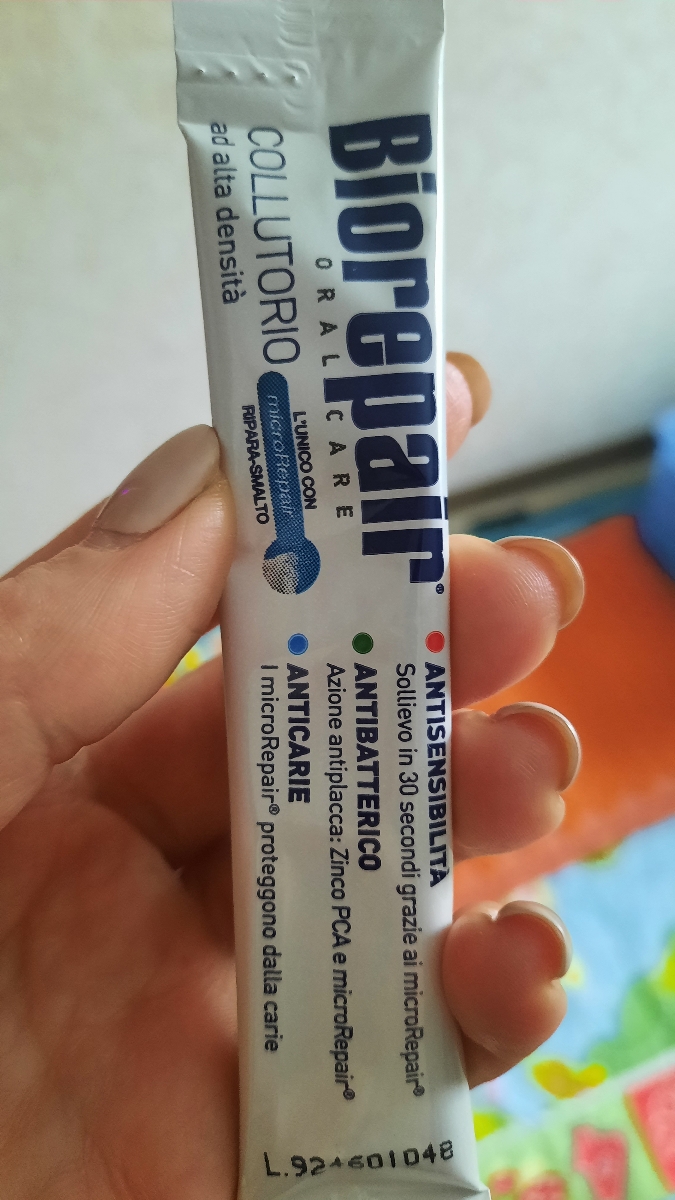 Biorepair®
ORAL CARE
COLLUTORIO
ad alta densità
L'UNICO CON
microRepair
RIPARA-SMALTO
ANTISENSIBILITÀ
Sollievo in 30 secondi grazie ai microRepair®
ANTIBATTERICO
Azione antiplacca: Zinco PCA e microRepair®
ANTICARIE
I microRepair® proteggono dalla carie